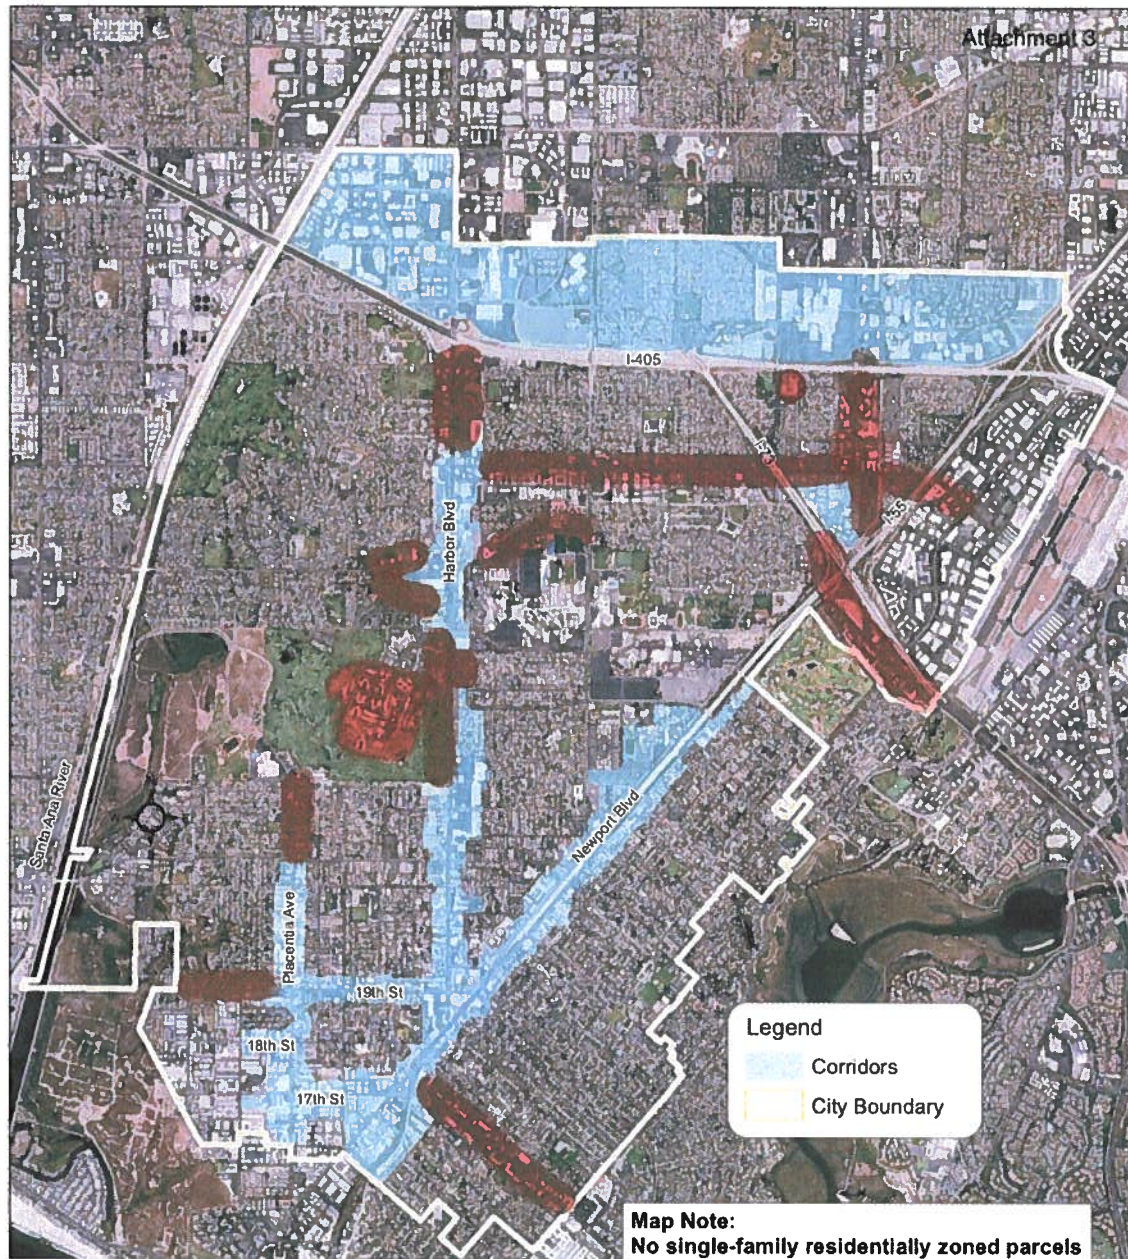 Attachment 3
I-405
I-73
Harbor Blvd
I-55
Santa Ana River
Newport Blvd
Placentia Ave
19th St
18th St
17th St
Legend
Corridors
City Boundary
Map Note:
No single-family residentially zoned parcels